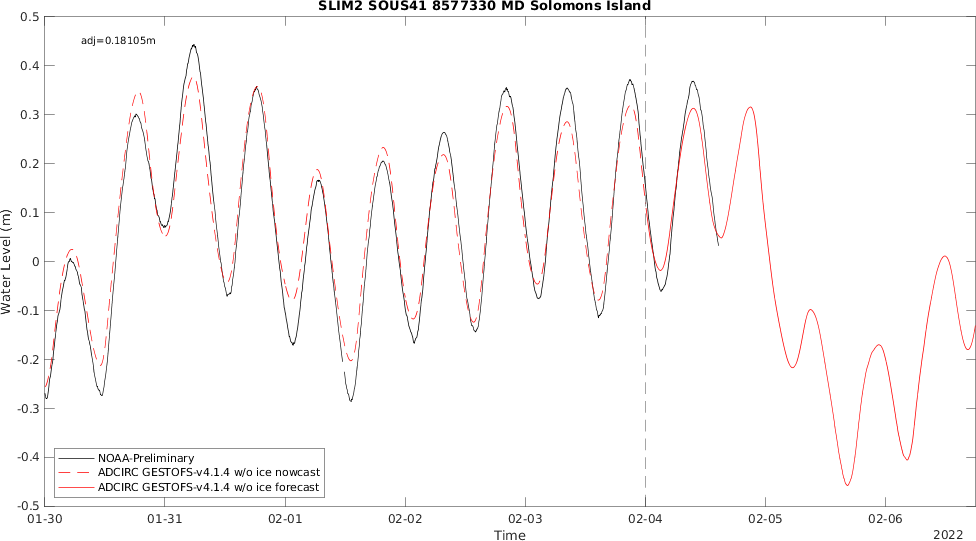 SLIM2 SOUS41 8577330 MD Solomons Island
adj=0.18105m
0.5
0.4
0.3
0.2
0.1
0
-0.1
-0.2
-0.3
-0.4
-0.5
Water Level (m)
NOAA-Preliminary
ADCIRC GESTOFS-v4.1.4 w/o ice nowcast
ADCIRC GESTOFS-v4.1.4 w/o ice forecast
01-30 01-31 02-01 02-02 02-03 02-04 02-05 02-06
Time
2022